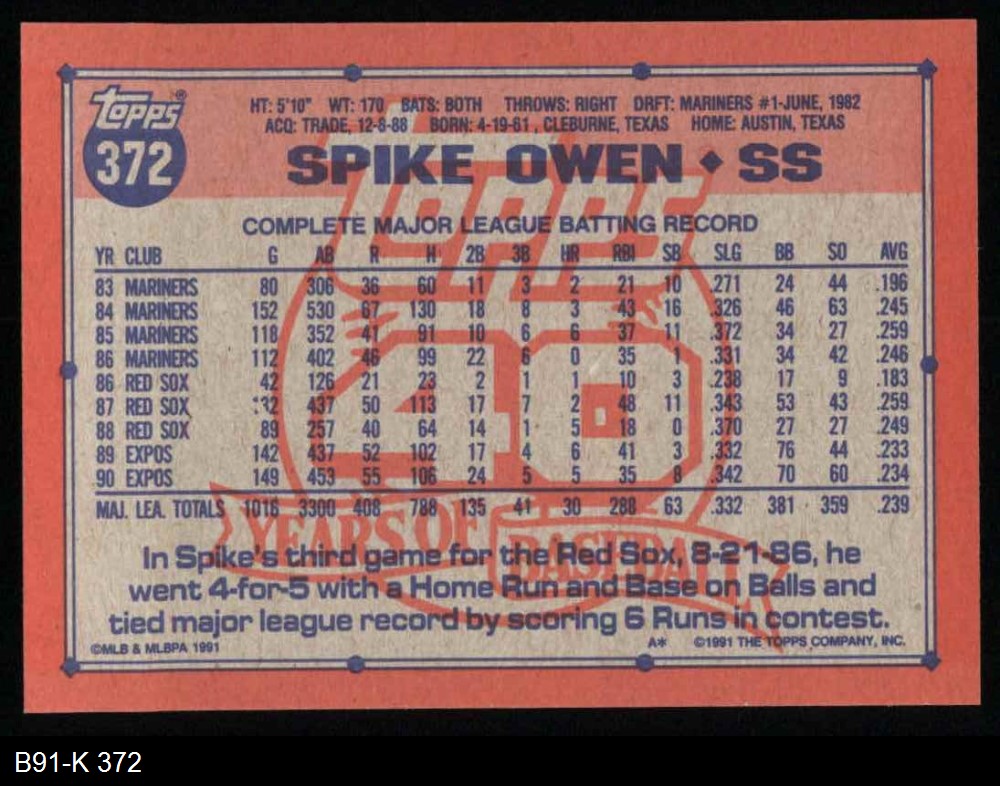 Topps®
372
HT: 5'10" WT: 170 BATS: BOTH THROWS: RIGHT DRFT: MARINERS #1-JUNE, 1982
ACQ: TRADE, 12-8-88 BORN: 4-19-61, CLEBURNE, TEXAS HOME: AUSTIN, TEXAS
SPIKE OWEN ♦ SS
COMPLETE MAJOR LEAGUE BATTING RECORD
YR CLUB G AB R H 2B 3B HR RBI SB SLG BB SO AVG
83 MARINERS 80 306 36 60 11 3 2 21 10 .271 24 44 .196
84 MARINERS 152 530 67 130 18 8 3 43 16 .326 46 63 .245
85 MARINERS 118 352 41 91 10 6 6 37 11 .372 34 27 .259
86 MARINERS 112 402 46 99 22 6 0 35 1 .331 34 42 .246
86 RED SOX 42 126 21 23 2 1 1 10 3 .238 17 9 .183
87 RED SOX 132 437 50 113 17 7 2 48 11 .343 53 43 .259
88 RED SOX 89 257 40 64 14 1 5 18 0 .370 27 27 .249
89 EXPOS 142 437 52 102 17 4 6 41 3 .332 76 44 .233
90 EXPOS 149 453 55 106 24 5 5 35 8 .342 70 60 .234
MAJ. LEA. TOTALS 1016 3300 408 788 135 41 30 288 63 .332 381 359 .239
Topps
40
YEARS OF
BASEBALL
In Spike's third game for the Red Sox, 8-21-86, he
went 4-for-5 with a Home Run and Base on Balls and
tied major league record by scoring 6 Runs in contest.
©MLB & MLBPA 1991 A* ©1991 THE TOPPS COMPANY, INC.
B91-K 372